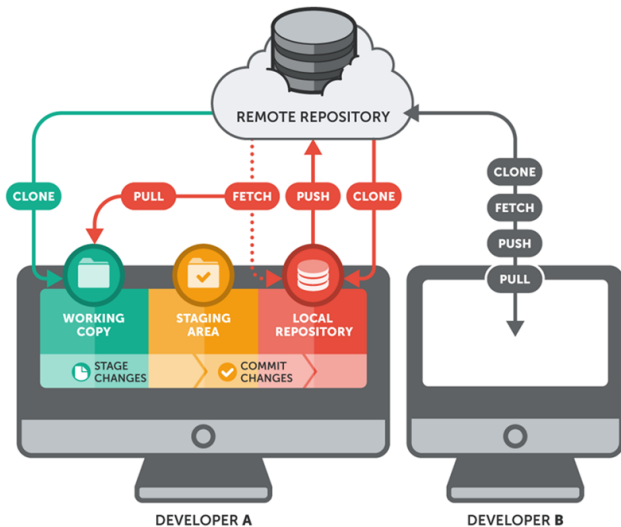 REMOTE REPOSITORY
CLONE
PULL
FETCH
PUSH
CLONE
CLONE
FETCH
PUSH
PULL
WORKING
COPY
STAGING
AREA
LOCAL
REPOSITORY
STAGE
CHANGES
COMMIT
CHANGES
DEVELOPER A
DEVELOPER B